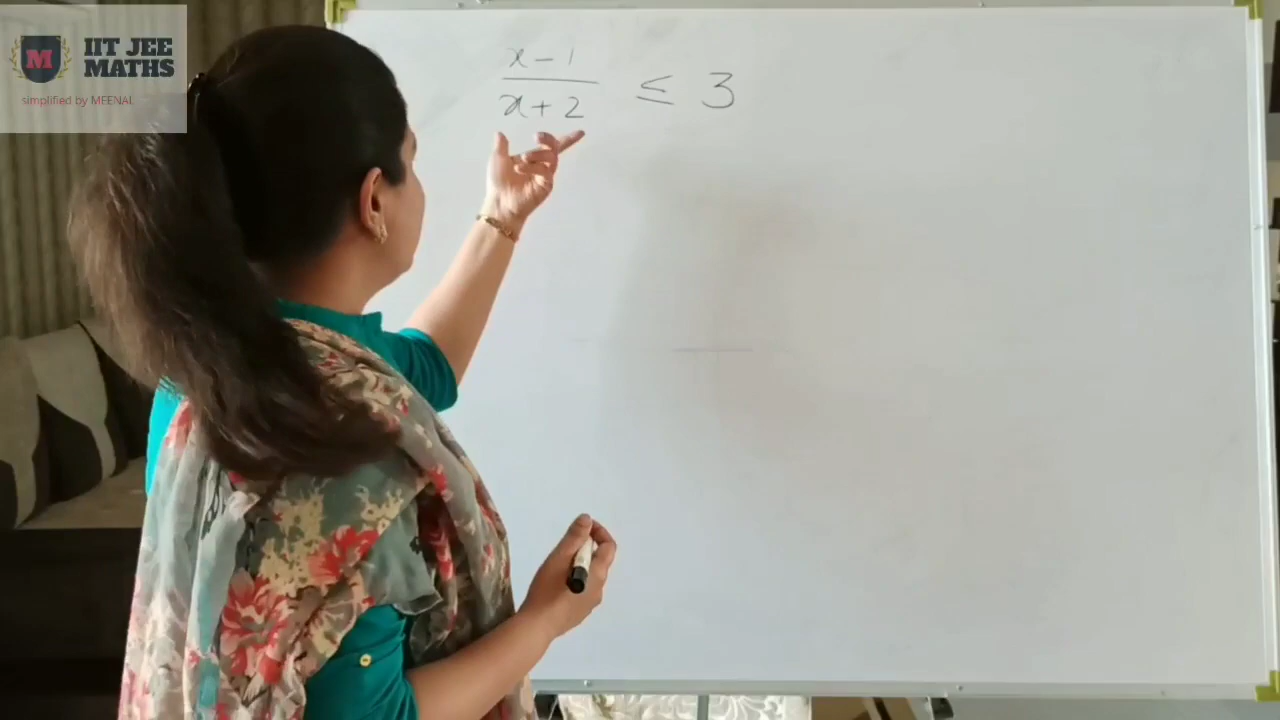 M
IIT JEE
MATHS
simplified by MEENAL
x - 1
x + 2
≤ 3